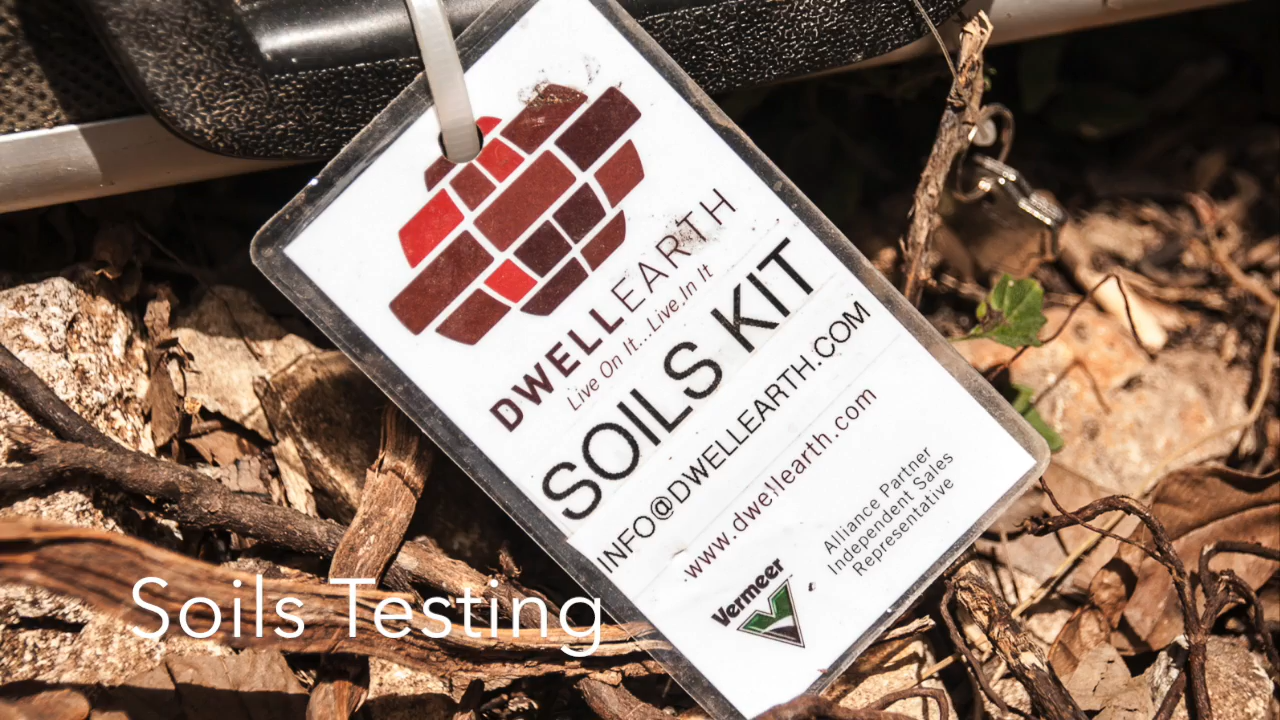 DWELLEARTH
Live On It...Live In It
SOILS KIT
INFO@DWELLEARTH.COM
www.dwellearth.com
Vermeer
Alliance Partner
Independent Sales
Representative
Soils Testing